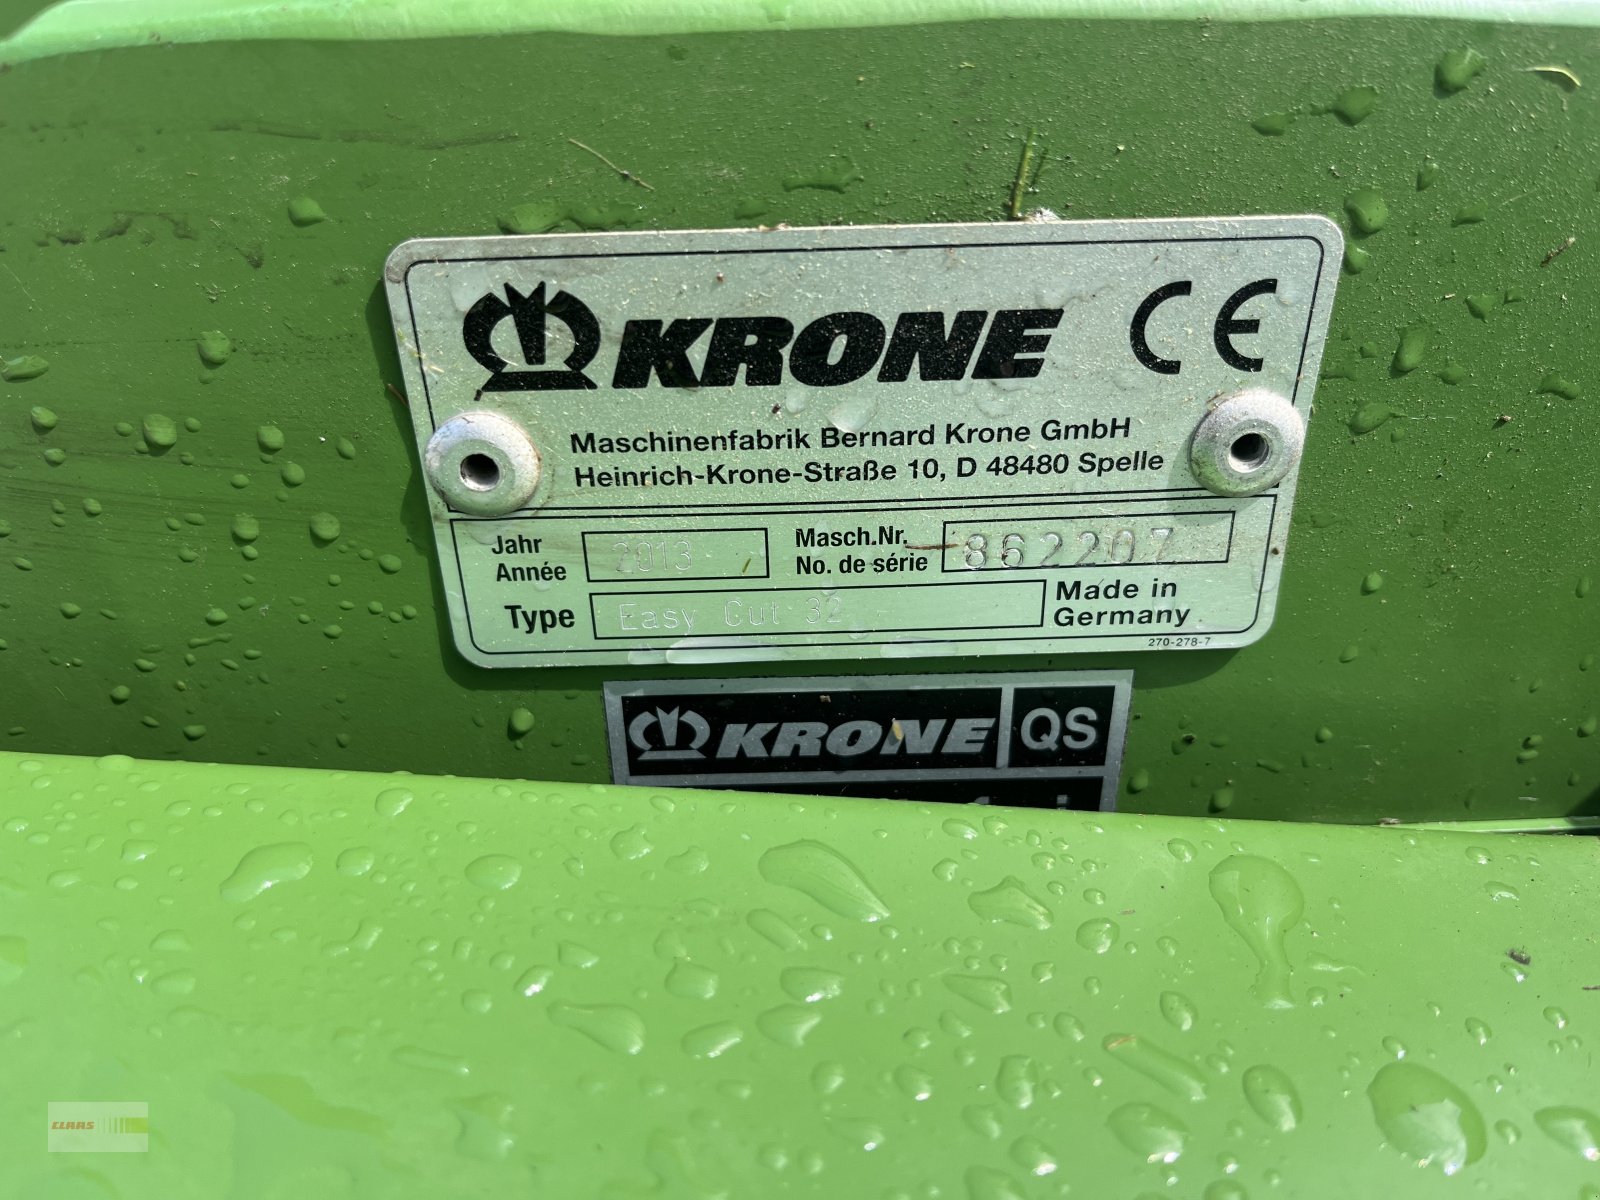 KRONE CE
Maschinenfabrik Bernard Krone GmbH
Heinrich-Krone-Straße 10, D 48480 Spelle
Jahr
Année
2013
Masch.Nr.
No. de série
862207
Type
Easy Cut 32
Made in
Germany
270-278-7
KRONE QS
CLAAS